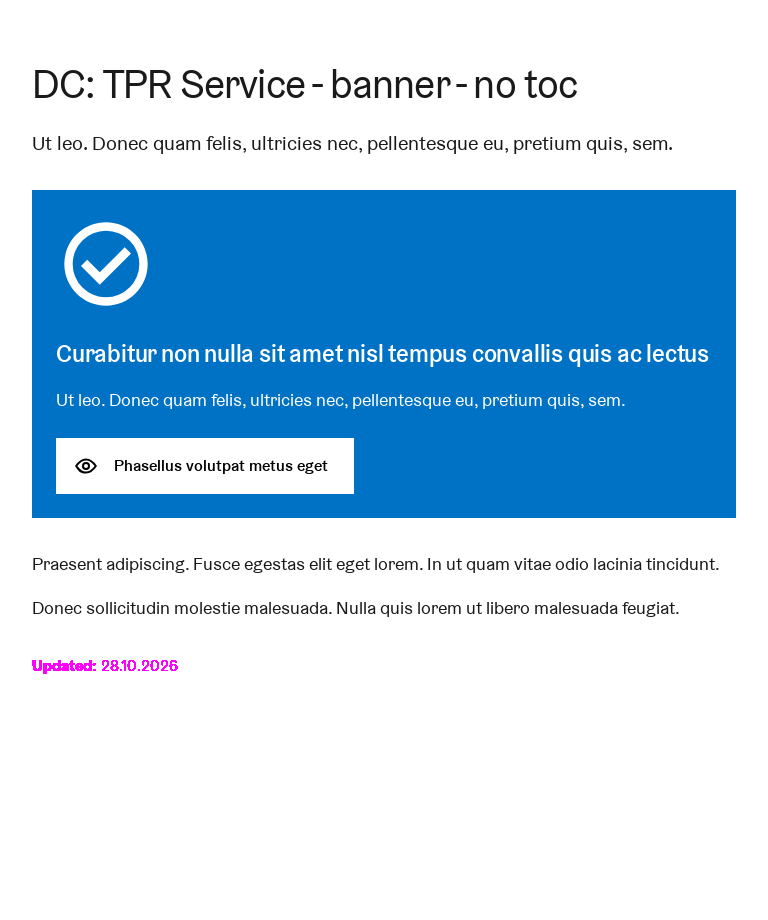 DC: TPR Service - banner - no toc
Ut leo. Donec quam felis, ultricies nec, pellentesque eu, pretium quis, sem.
Curabitur non nulla sit amet nisl tempus convallis quis ac lectus
Ut leo. Donec quam felis, ultricies nec, pellentesque eu, pretium quis, sem.
Phasellus volutpat metus eget
Praesent adipiscing. Fusce egestas elit eget lorem. In ut quam vitae odio lacinia tincidunt.
Donec sollicitudin molestie malesuada. Nulla quis lorem ut libero malesuada feugiat.
Updated: 28.10.2026